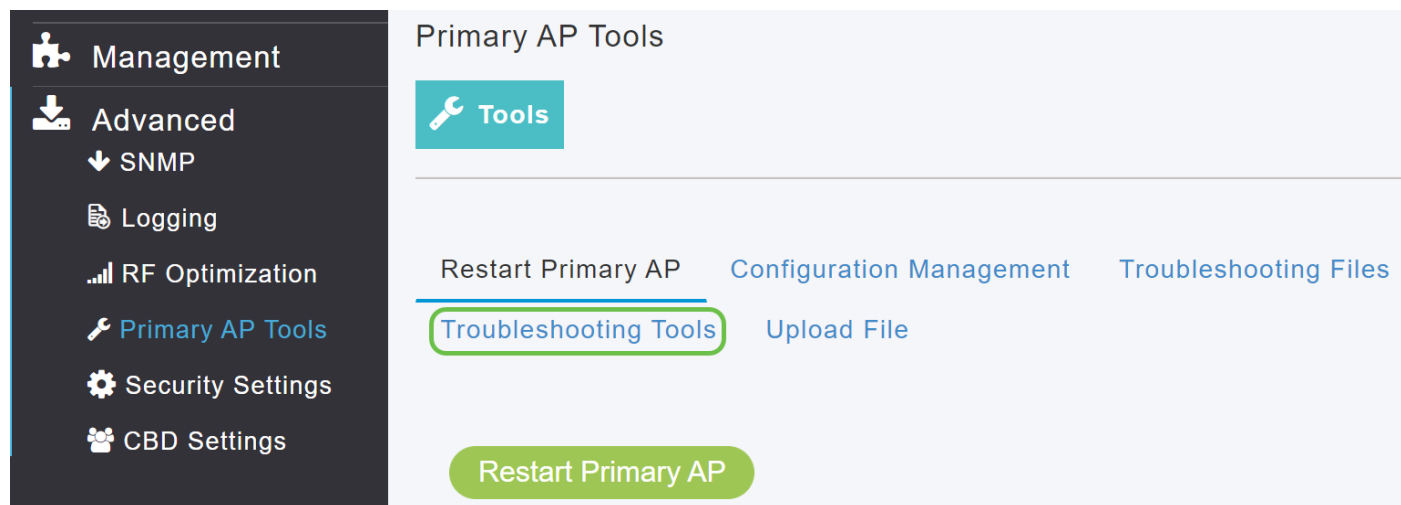 Management
Advanced
SNMP
Logging
RF Optimization
Primary AP Tools
Security Settings
CBD Settings
Primary AP Tools
Tools
Restart Primary AP Configuration Management Troubleshooting Files
Troubleshooting Tools Upload File
Restart Primary AP